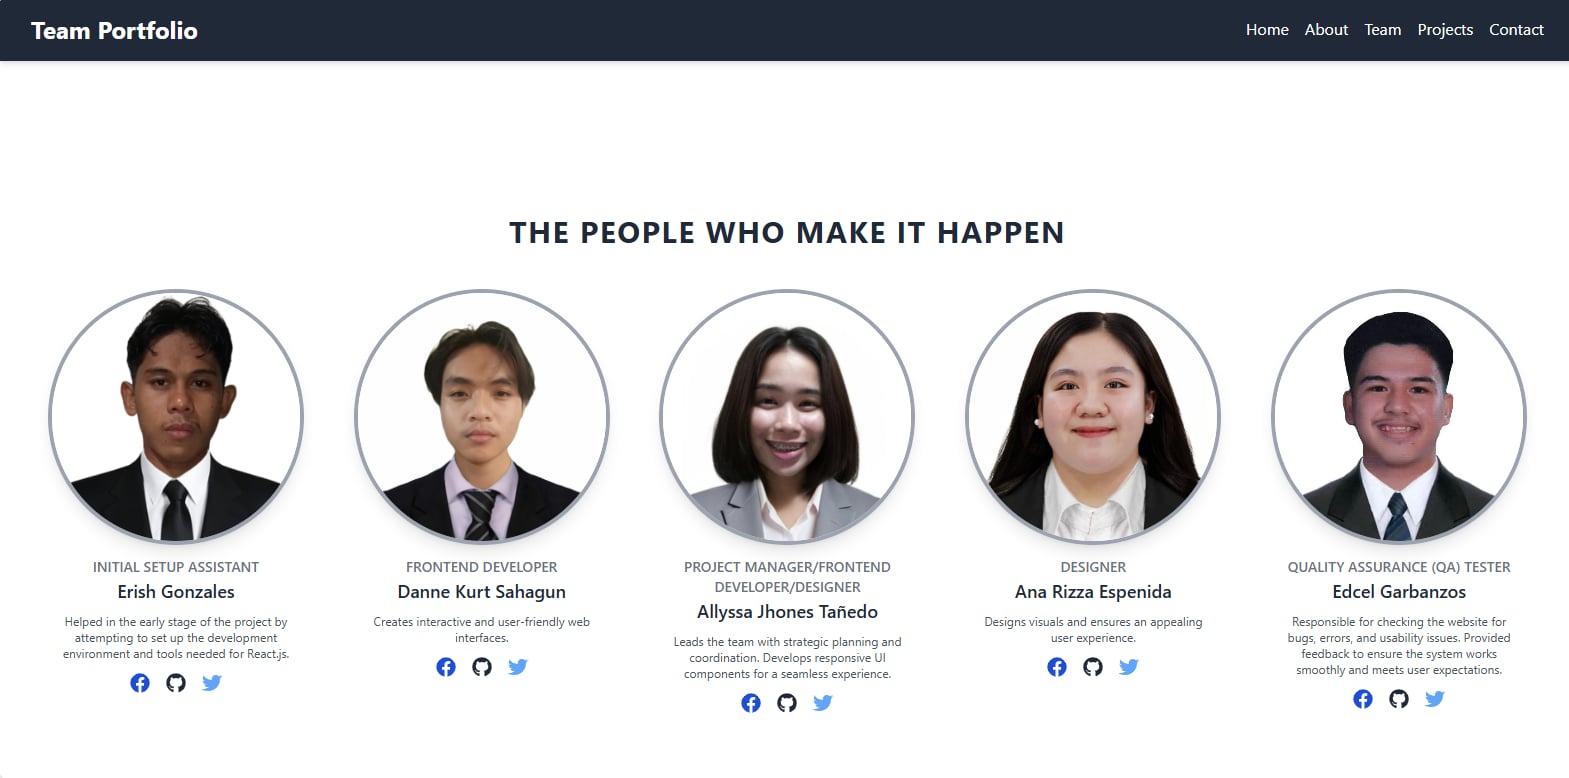 Team Portfolio
Home About Team Projects Contact
THE PEOPLE WHO MAKE IT HAPPEN
INITIAL SETUP ASSISTANT
Erish Gonzales
Helped in the early stage of the project by
attempting to set up the development
environment and tools needed for React.js.
FRONTEND DEVELOPER
Danne Kurt Sahagun
Creates interactive and user-friendly web
interfaces.
PROJECT MANAGER/FRONTEND
DEVELOPER/DESIGNER
Allyssa Jhones Tañedo
Leads the team with strategic planning and
coordination. Develops responsive UI
components for a seamless experience.
DESIGNER
Ana Rizza Espenida
Designs visuals and ensures an appealing
user experience.
QUALITY ASSURANCE (QA) TESTER
Edcel Garbanzos
Responsible for checking the website for
bugs, errors, and usability issues. Provided
feedback to ensure the system works
smoothly and meets user expectations.